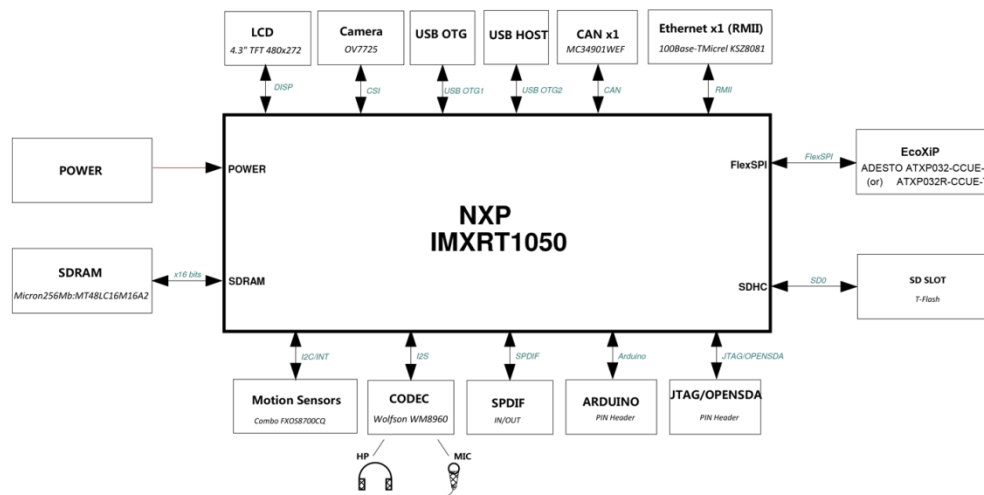 LCD
4.3" TFT 480x272
Camera
OV7725
USB OTG
USB HOST
CAN x1
MC34901WEF
Ethernet x1 (RMII)
100Base-TMicrel KSZ8081
DISP
CSI
USB OTG1
USB OTG2
CAN
RMII
POWER
POWER
FlexSPI
FlexSPI
EcoXiP
ADESTO ATXP032-CCUE-
(or) ATXP032R-CCUE-
NXP
IMXRT1050
SDRAM
Micron256Mb:MT48LC16M16A2
x16 bits
SDRAM
SDHC
SD0
SD SLOT
T-Flash
I2C/INT
I2S
SPDIF
Arduino
JTAG/OPENSDA
Motion Sensors
Combo FXOS8700CQ
CODEC
Wolfson WM8960
SPDIF
IN/OUT
ARDUINO
PIN Header
JTAG/OPENSDA
PIN Header
HP
MIC